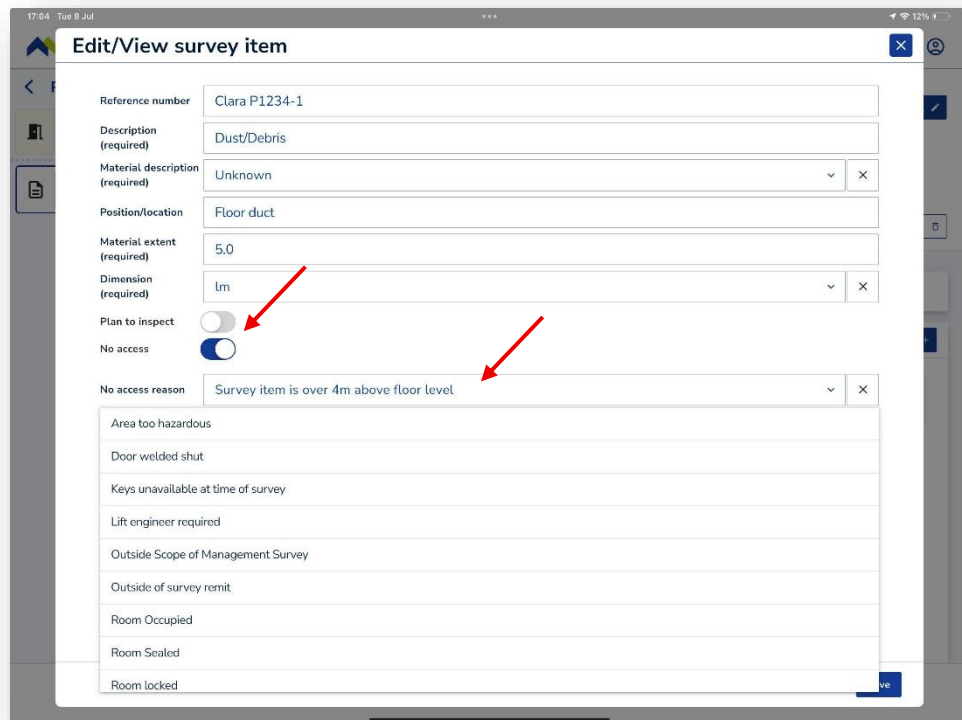 17:04 Tue 8 Jul
12%
Edit/View survey item
Reference number Clara P1234-1
Description
(required) Dust/Debris
Material description
(required) Unknown
Position/location Floor duct
Material extent
(required) 5.0
Dimension
(required) lm
Plan to inspect
No access
No access reason Survey item is over 4m above floor level
Area too hazardous
Door welded shut
Keys unavailable at time of survey
Lift engineer required
Outside Scope of Management Survey
Outside of survey remit
Room Occupied
Room Sealed
Room locked